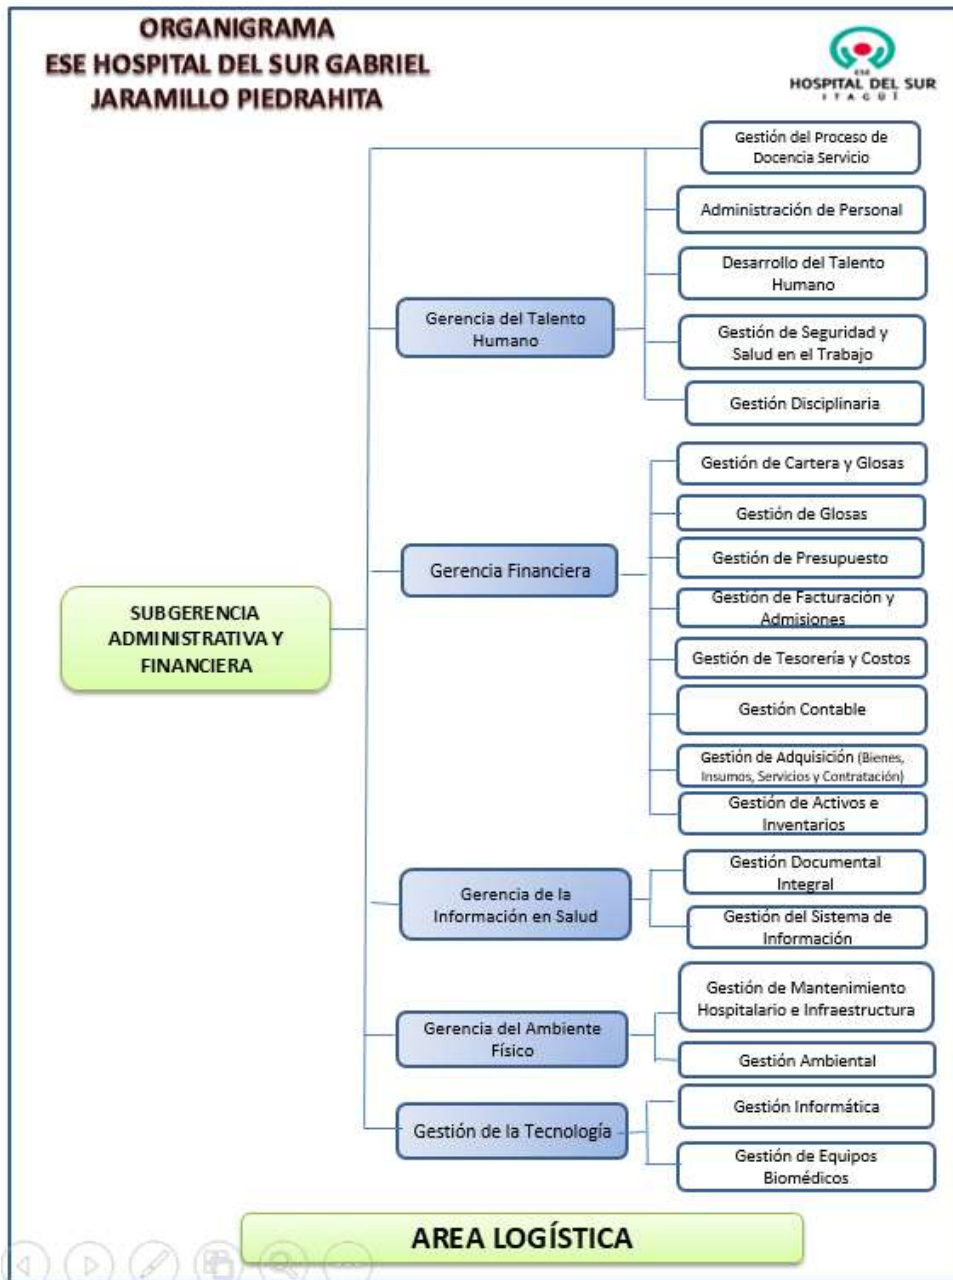 ORGANIGRAMA
ESE HOSPITAL DEL SUR GABRIEL
JARAMILLO PIEDRAHITA
ESE
HOSPITAL DEL SUR
ITAGÜÍ
Gestión del Proceso de
Docencia Servicio
Administración de Personal
Desarrollo del Talento
Humano
Gerencia del Talento
Humano
Gestión de Seguridad y
Salud en el Trabajo
Gestión Disciplinaria
Gestión de Cartera y Glosas
Gestión de Glosas
Gerencia Financiera
Gestión de Presupuesto
Gestión de Facturación y
Admisiones
SUBGERENCIA
ADMINISTRATIVA Y
FINANCIERA
Gestión de Tesorería y Costos
Gestión Contable
Gestión de Adquisición (Bienes,
Insumos, Servicios y Contratación)
Gestión de Activos e
Inventarios
Gerencia de la
Información en Salud
Gestión Documental
Integral
Gestión del Sistema de
Información
Gerencia del Ambiente
Físico
Gestión de Mantenimiento
Hospitalario e Infraestructura
Gestión Ambiental
Gestión de la Tecnología
Gestión Informática
Gestión de Equipos
Biomédicos
AREA LOGÍSTICA